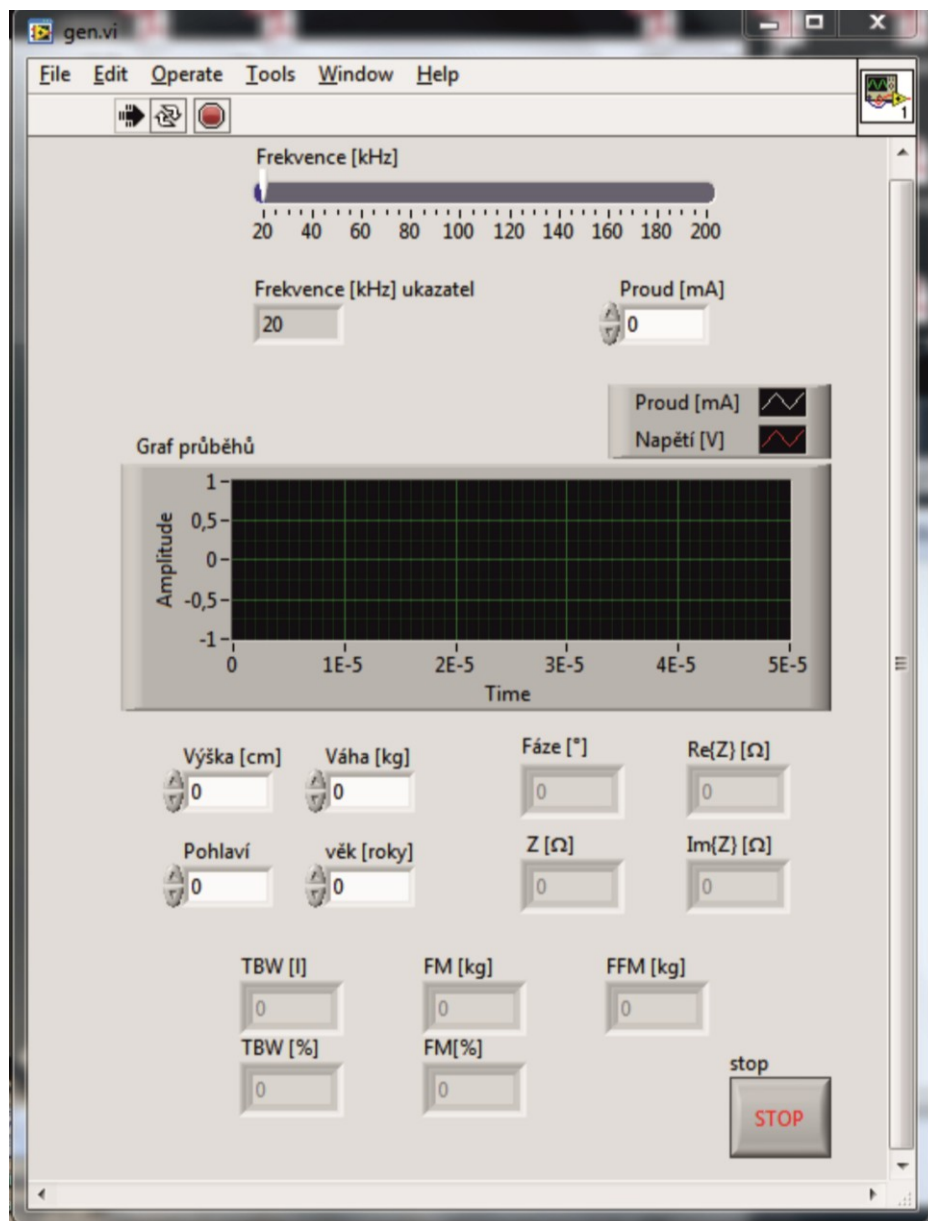 gen.vi
File Edit Operate Tools Window Help
1
Frekvence [kHz]
20 40 60 80 100 120 140 160 180 200
Frekvence [kHz] ukazatel
Proud [mA]
20
0
Proud [mA]
Napětí [V]
Graf průběhů
Amplitude
1
0,5
0
-0,5
-1
0 1E-5 2E-5 3E-5 4E-5 5E-5
Time
Výška [cm] Váha [kg] Fáze [°] Re{Z} [Ω]
0 0 0 0
Pohlaví věk [roky] Z [Ω] Im{Z} [Ω]
0 0 0 0
TBW [l] FM [kg] FFM [kg]
0 0 0
TBW [%] FM[%]
0 0
stop
STOP